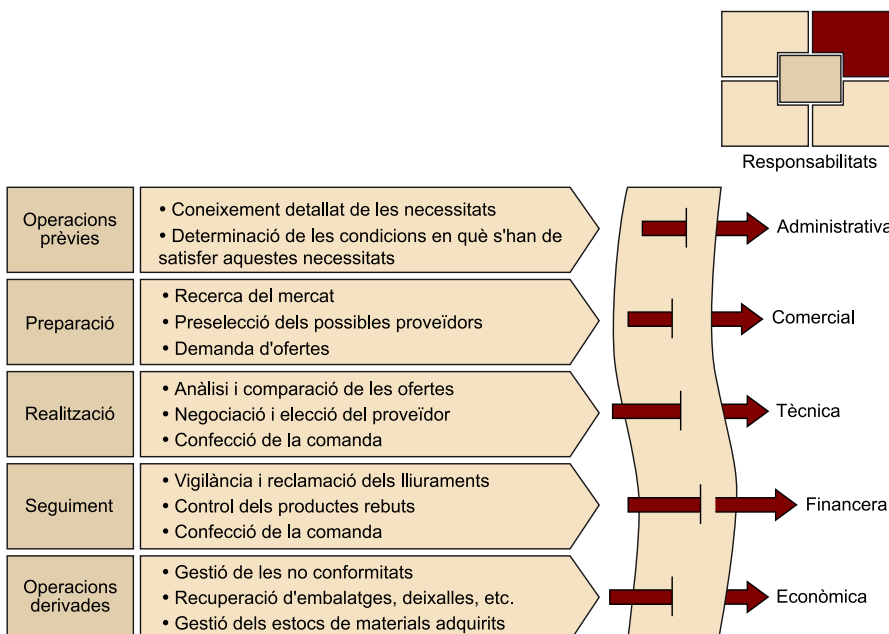 Responsabilitats
Operacions
prèvies
• Coneixement detallat de les necessitats
• Determinació de les condicions en què s'han de
satisfer aquestes necessitats
Administrativa
Preparació
• Recerca del mercat
• Preselecció dels possibles proveïdors
• Demanda d'ofertes
Comercial
Realització
• Anàlisi i comparació de les ofertes
• Negociació i elecció del proveïdor
• Confecció de la comanda
Tècnica
Seguiment
• Vigilància i reclamació dels lliuraments
• Control dels productes rebuts
• Confecció de la comanda
Financera
Operacions
derivades
• Gestió de les no conformitats
• Recuperació d'embalatges, deixalles, etc.
• Gestió dels estocs de materials adquirits
Econòmica